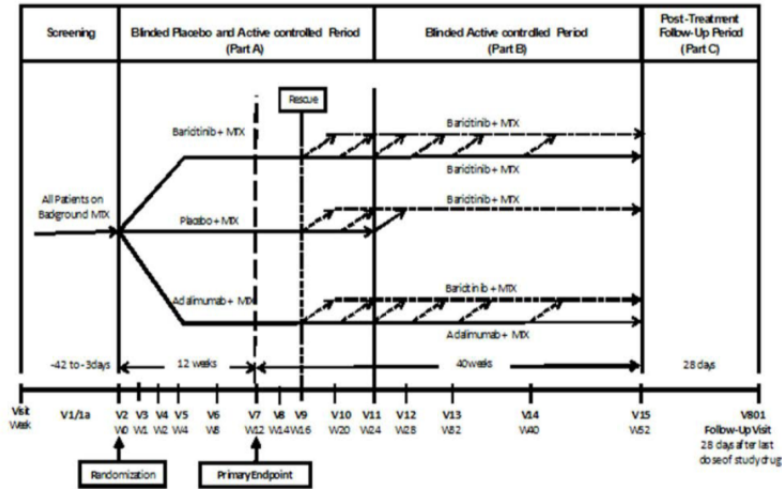 Screening
Blinded Placebo and Active controlled Period
(Part A)
Blinded Active controlled Period
(Part B)
Post-Treatment
Follow-Up Period
(Part C)
Rescue
Baricitinib + MTX
Baricitinib + MTX
Baricitinib + MTX
All Patients on
Background MTX
Placebo + MTX
Baricitinib + MTX
Adalimumab + MTX
Baricitinib + MTX
Adalimumab + MTX
-42 to -3 days
12 weeks
40 weeks
28 days
Visit V1/1a V2 V3 V4 V5 V6 V7 V8 V9 V10 V11 V12 V13 V14 V15 V801
Week W0 W1 W2 W4 W8 W12 W14 W16 W20 W24 W28 W32 W40 W52 Follow-Up Visit
28 days after last
dose of study drug
Randomization
Primary Endpoint